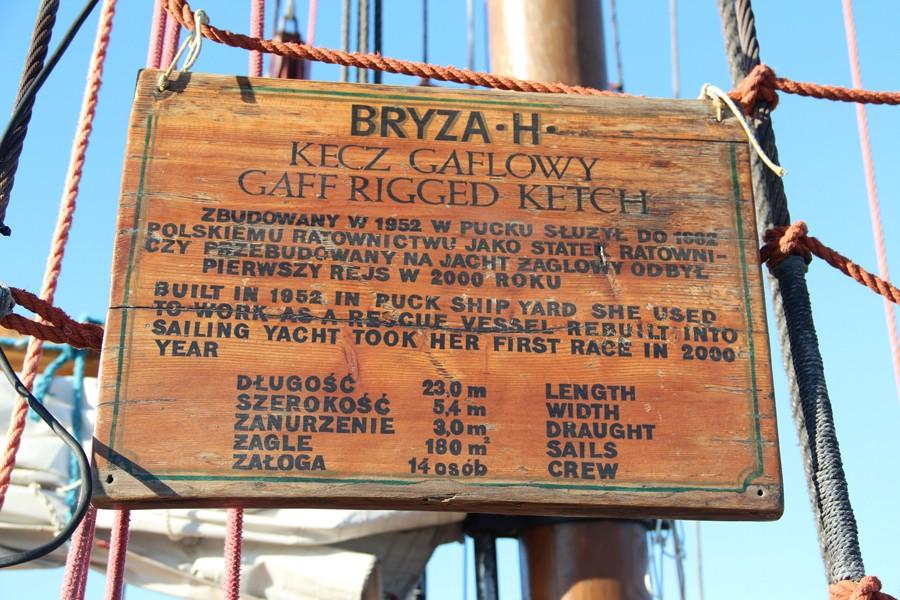 BRYZA·H·
KECZ GAFLOWY
GAFF RIGGED KETCH
ZBUDOWANY W 1952 W PUCKU SŁUŻYŁ DO 1982
POLSKIEMU RATOWNICTWU JAKO STATEK RATOWNI-
CZY PRZEBUDOWANY NA JACHT ŻAGLOWY ODBYŁ
PIERWSZY REJS W 2000 ROKU
BUILT IN 1952 IN PUCK SHIP YARD SHE USED
TO WORK AS A RESCUE VESSEL REBUILT INTO
SAILING YACHT TOOK HER FIRST RACE IN 2000
YEAR
DŁUGOŚĆ 23,0 m LENGTH
SZEROKOŚĆ 5,4 m WIDTH
ZANURZENIE 3,0 m DRAUGHT
ŻAGLE 180 m² SAILS
ZAŁOGA 14 osób CREW